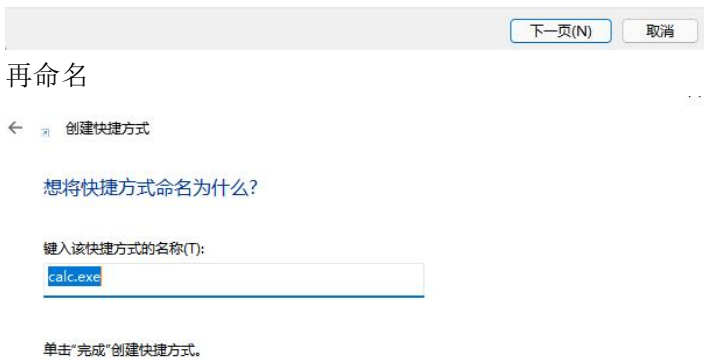 下一页(N) 取消
再命名
创建快捷方式
想将快捷方式命名为什么?
键入该快捷方式的名称(T):
calc.exe
单击"完成"创建快捷方式。